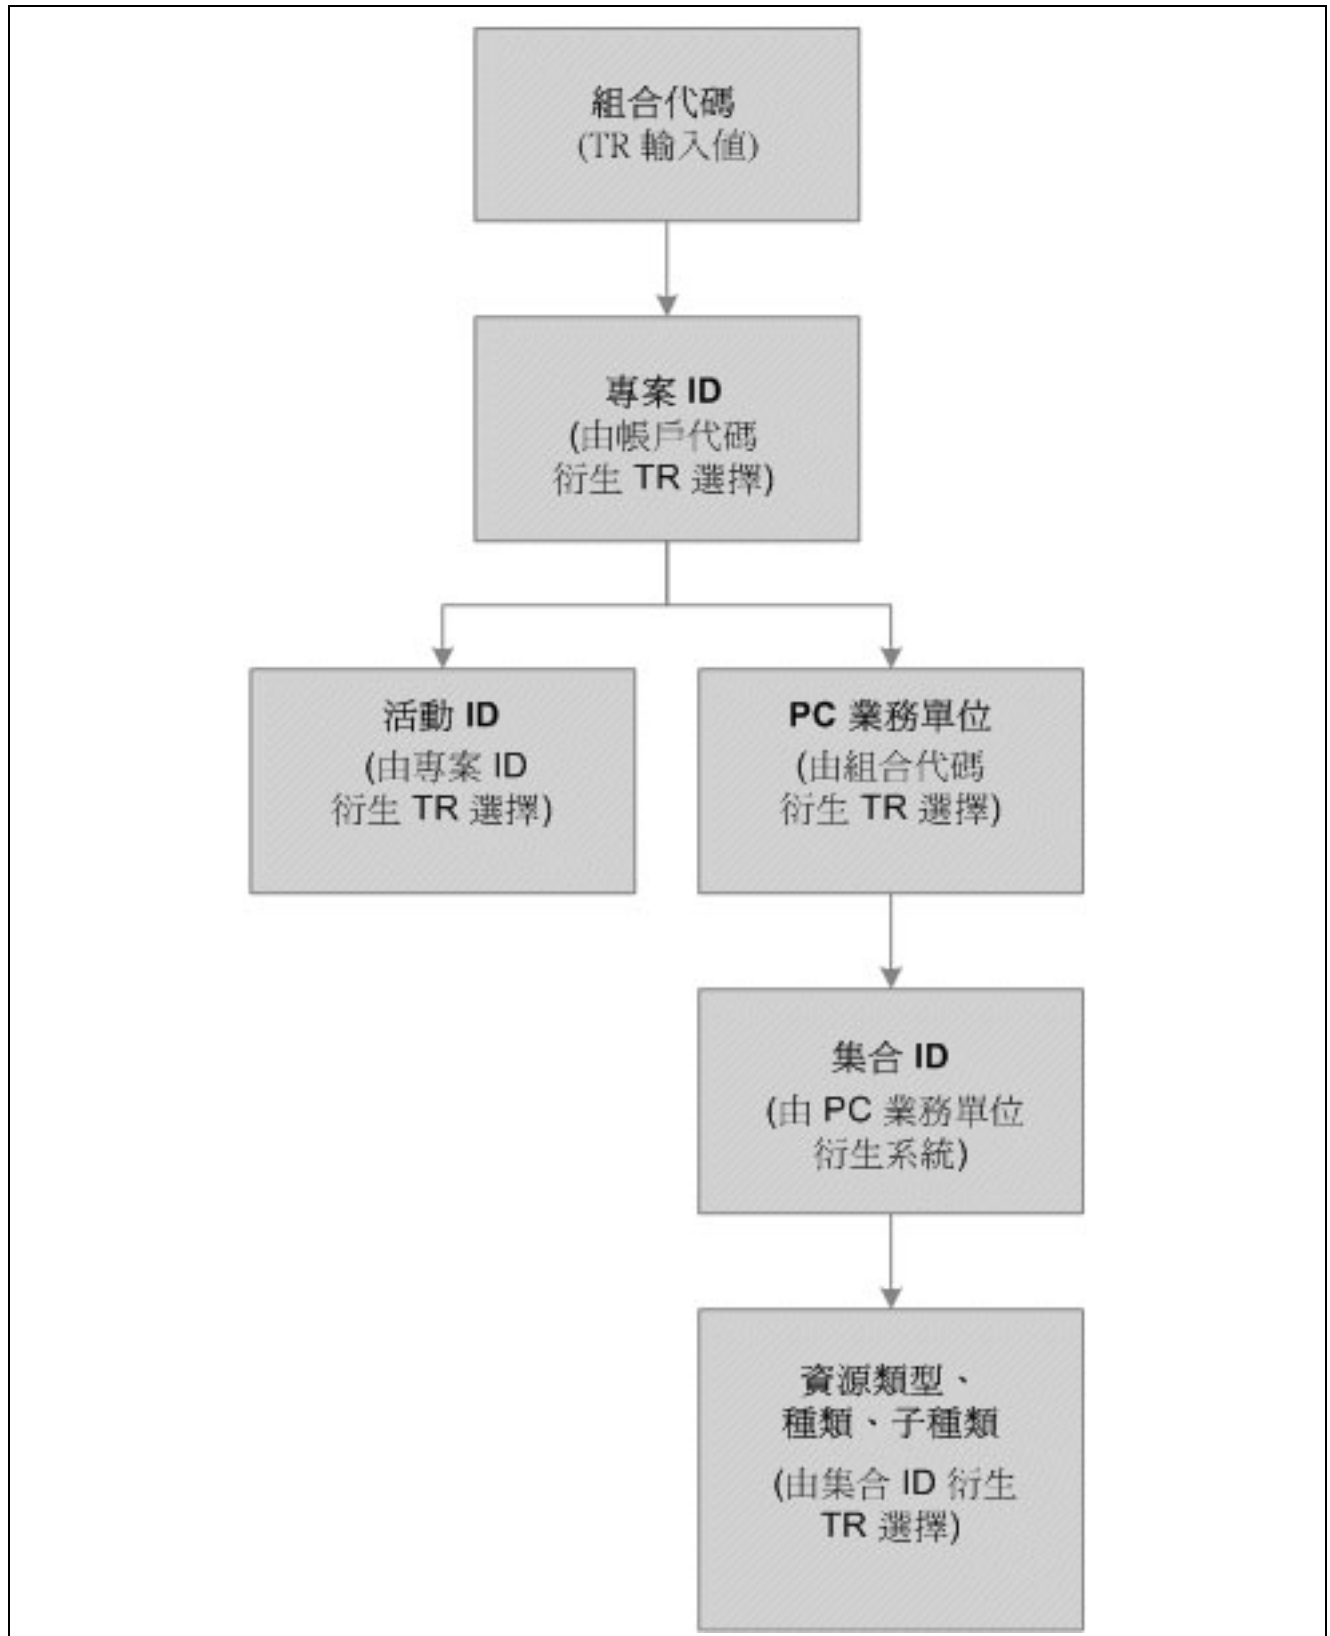 組合代碼
(TR 輸入值)
專案 ID
(由帳戶代碼
衍生 TR 選擇)
活動 ID
(由專案 ID
衍生 TR 選擇)
PC 業務單位
(由組合代碼
衍生 TR 選擇)
集合 ID
(由 PC 業務單位
衍生系統)
資源類型、
種類、子種類
(由集合 ID 衍生
TR 選擇)